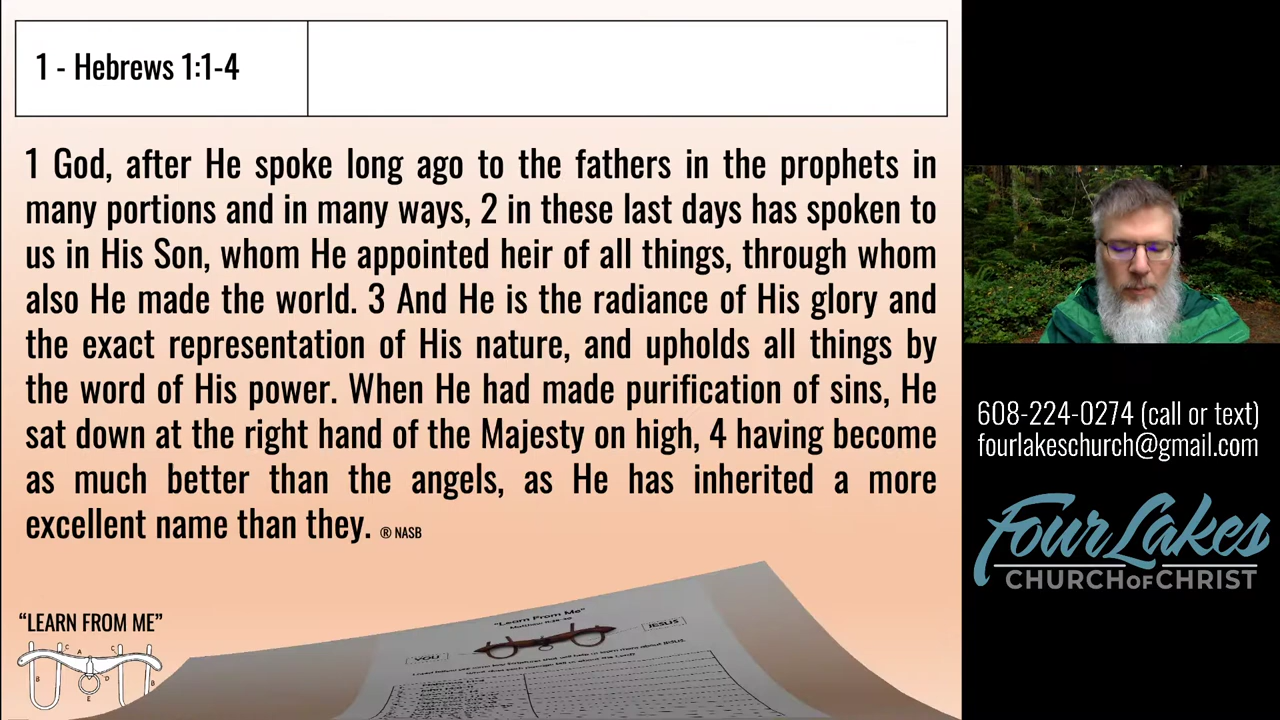 1 - Hebrews 1:1-4
1 God, after He spoke long ago to the fathers in the prophets in
many portions and in many ways, 2 in these last days has spoken to
us in His Son, whom He appointed heir of all things, through whom
also He made the world. 3 And He is the radiance of His glory and
the exact representation of His nature, and upholds all things by
the word of His power. When He had made purification of sins, He
sat down at the right hand of the Majesty on high, 4 having become
as much better than the angels, as He has inherited a more
excellent name than they. ® NASB
608-224-0274 (call or text)
fourlakeschurch@gmail.com
Four Lakes
CHURCH OF CHRIST
"LEARN FROM ME"
C A C
B D B
E
"Learn From Me"
YOU
JESUS